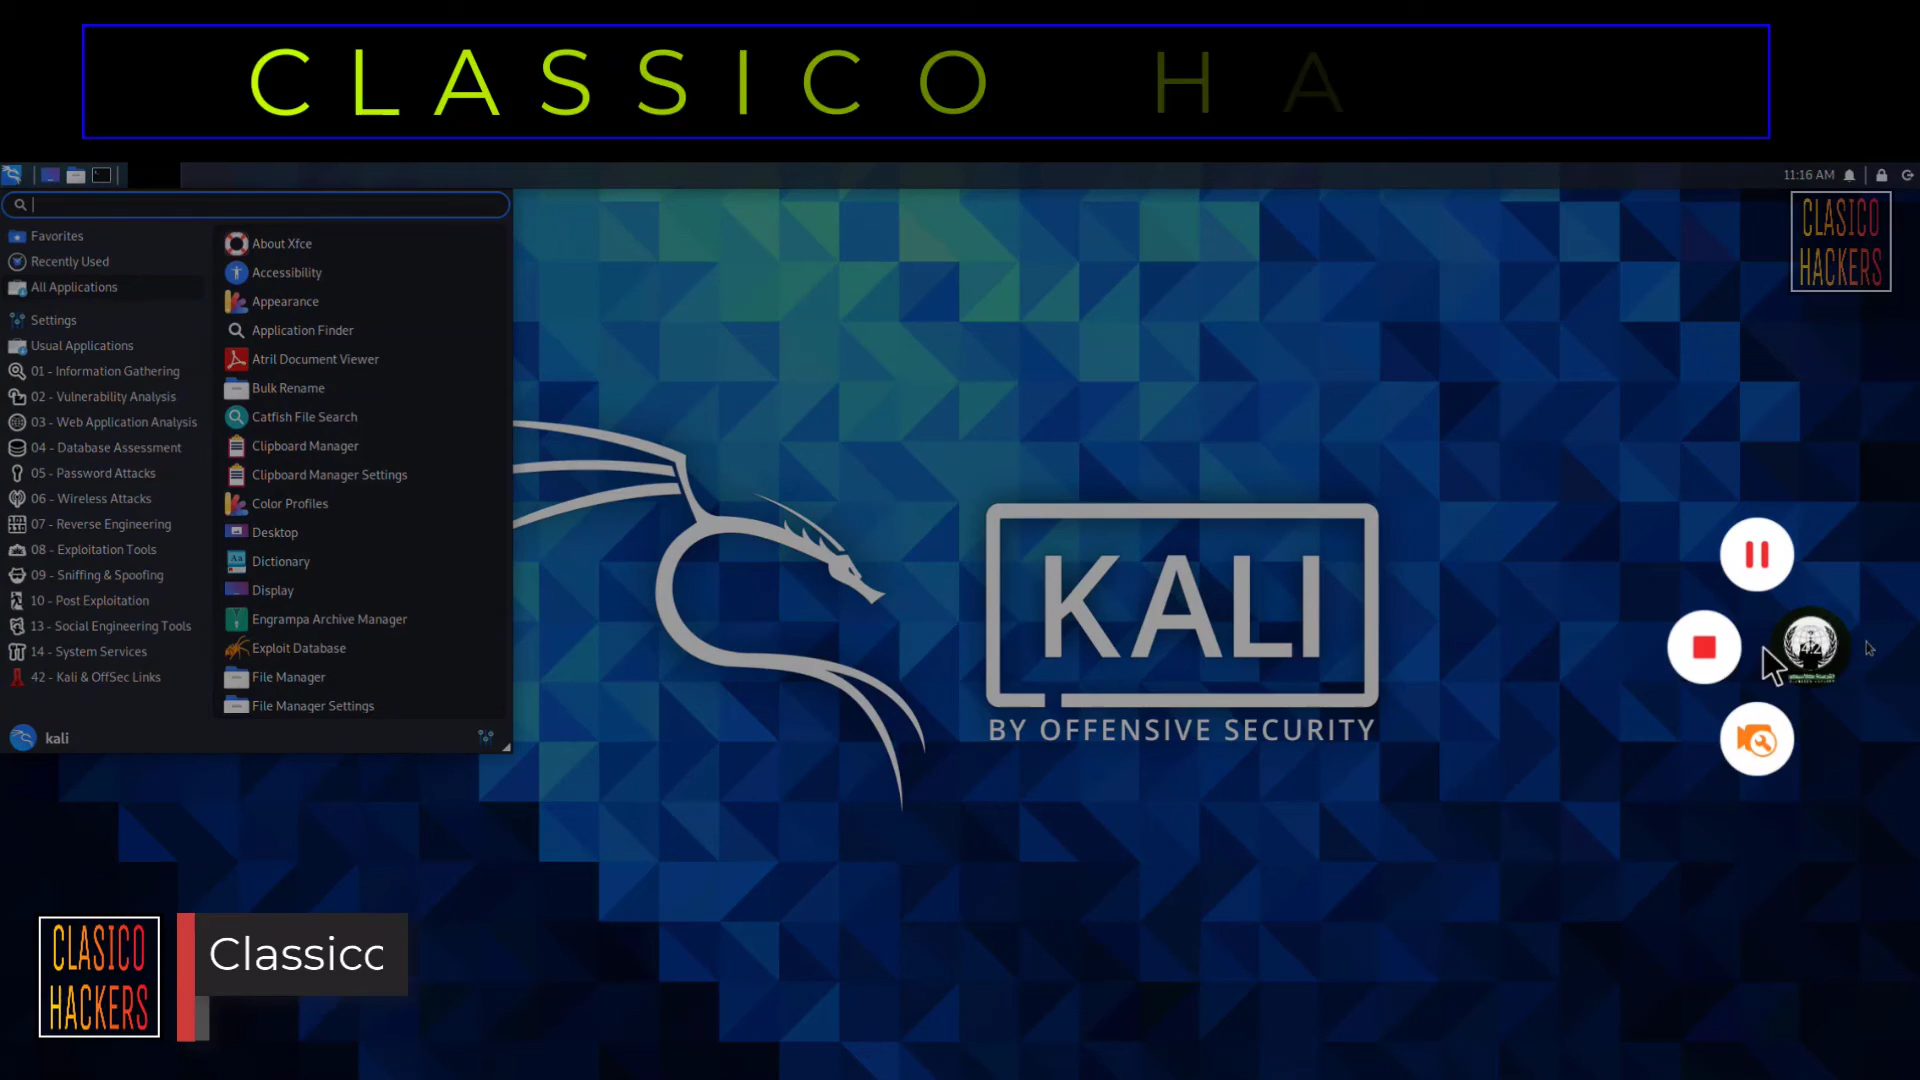 CLASSICO HA
11:16 AM
CLASICO
HACKERS
Favorites
Recently Used
All Applications
Settings
Usual Applications
01 - Information Gathering
02 - Vulnerability Analysis
03 - Web Application Analysis
04 - Database Assessment
05 - Password Attacks
06 - Wireless Attacks
07 - Reverse Engineering
08 - Exploitation Tools
09 - Sniffing & Spoofing
10 - Post Exploitation
13 - Social Engineering Tools
14 - System Services
42 - Kali & OffSec Links
kali
About Xfce
Accessibility
Appearance
Application Finder
Atril Document Viewer
Bulk Rename
Catfish File Search
Clipboard Manager
Clipboard Manager Settings
Color Profiles
Desktop
Dictionary
Display
Engrampa Archive Manager
Exploit Database
File Manager
File Manager Settings
KALI
BY OFFENSIVE SECURITY
CLASICO
HACKERS
Classicc